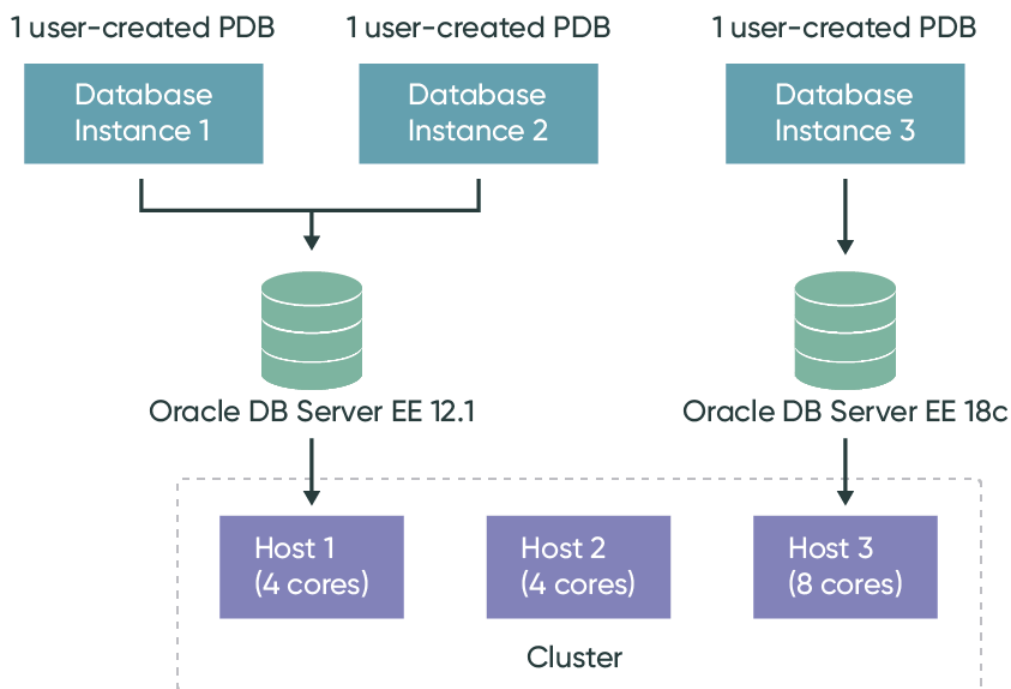 1 user-created PDB
1 user-created PDB
1 user-created PDB
Database
Instance 1
Database
Instance 2
Database
Instance 3
Oracle DB Server EE 12.1
Oracle DB Server EE 18c
Host 1
(4 cores)
Host 2
(4 cores)
Host 3
(8 cores)
Cluster